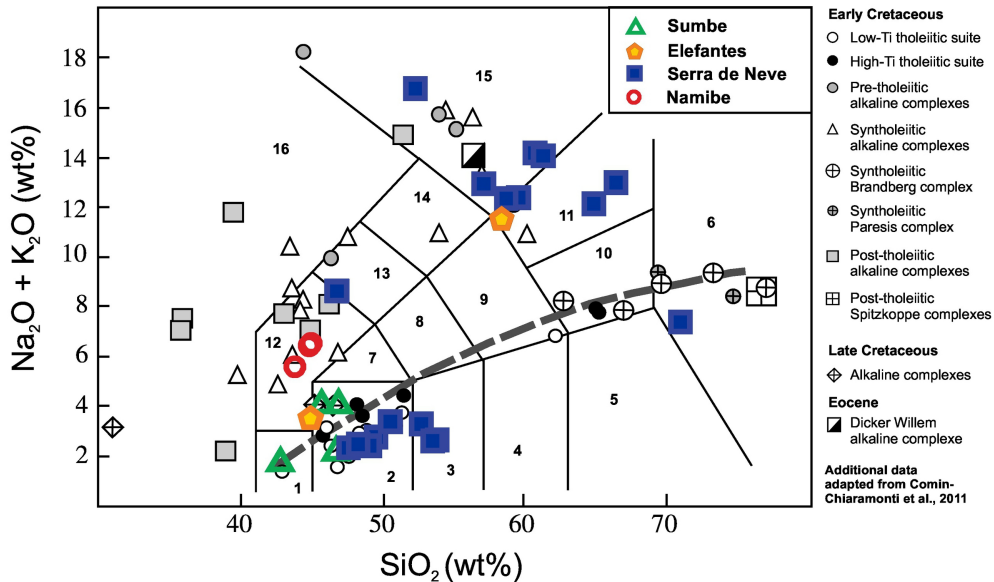 Sumbe
Elefantes
Serra de Neve
Namibe
Early Cretaceous
Low-Ti tholeiitic suite
High-Ti tholeiitic suite
Pre-tholeiitic
alkaline complexes
Syntholeiitic
alkaline complexes
Syntholeiitic
Brandberg complex
Syntholeiitic
Paresis complex
Post-tholeiitic
alkaline complexes
Post-tholeiitic
Spitzkoppe complexes
Late Cretaceous
Alkaline complexes
Eocene
Dicker Willem
alkaline complexe
Additional data
adapted from Comin-
Chiaramonti et al., 2011
Na₂O + K₂O (wt%)
18
16
14
12
10
8
6
4
2
15
16
14
11
6
10
13
9
8
12
7
5
4
3
2
1
40
50
60
70
SiO₂ (wt%)